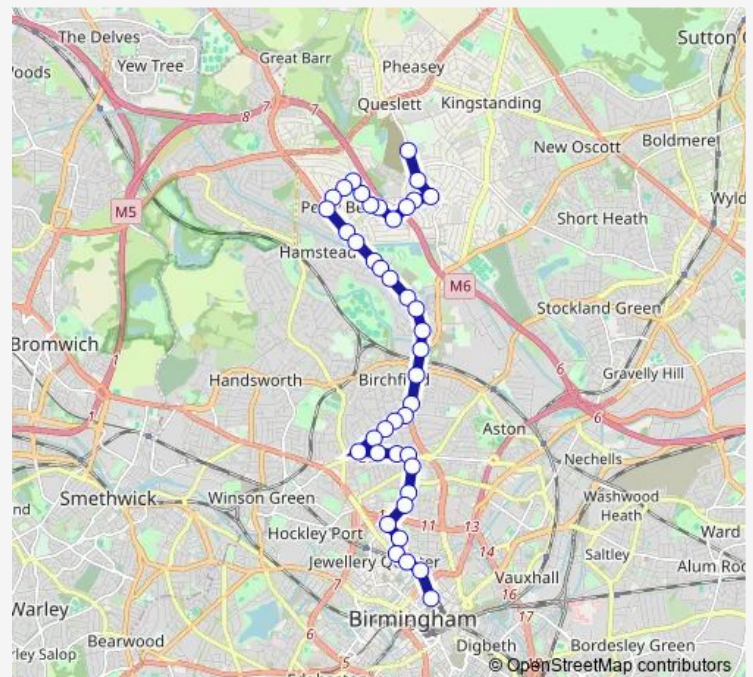 The Delves
Yew Tree
Great Barr
Sutton
Pheasey
Queslett
Kingstanding
New Oscott
Boldmere
M5
8
7
7
Short Heath
Hamstead
M6
Stockland Green
Bromwich
1
Handsworth
Birchfield
6
Gravelly Hill
1
6
Aston
Nechells
Smethwick
Winson Green
Washwood
Heath
Hockley Port
11
13
Ward
Jewellery Quarter
14
Saltley
Alum Roc
7
Vauxhall
Warley
16
Birmingham
17
Bearwood
6
Digbeth
Bordesley Green
5
© OpenStreetMap contributors